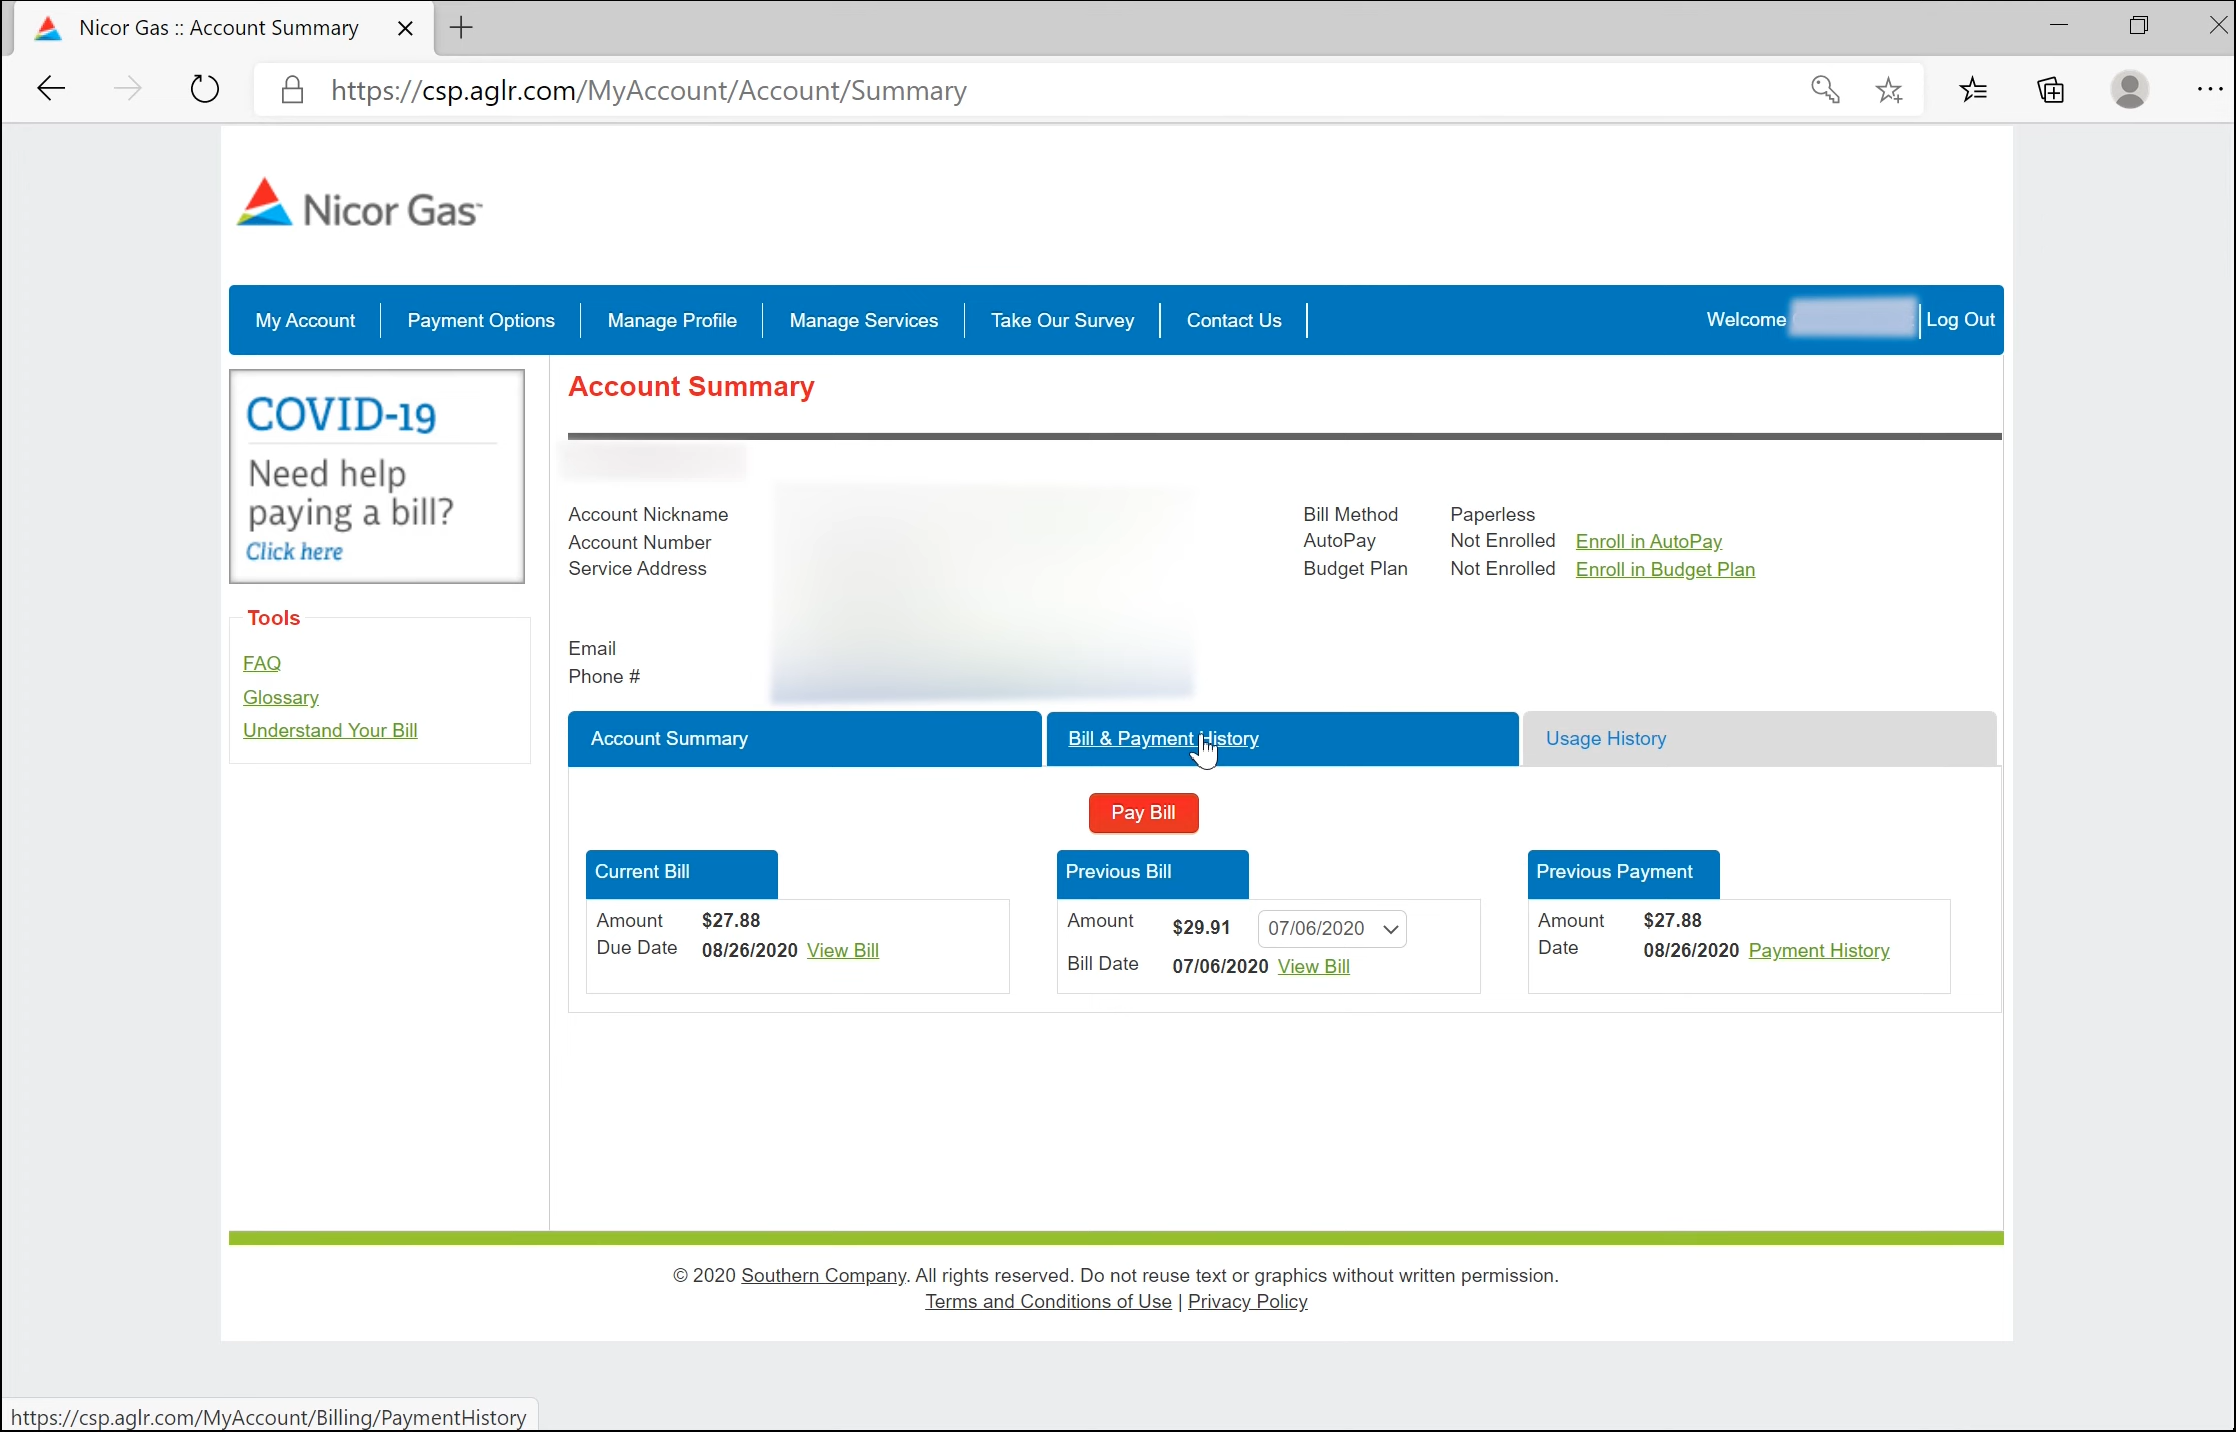 Nicor Gas :: Account Summary
https://csp.aglr.com/MyAccount/Account/Summary
Nicor Gas™
My Account
Payment Options
Manage Profile
Manage Services
Take Our Survey
Contact Us
Welcome
Log Out
COVID-19
Need help
paying a bill?
Click here
Tools
FAQ
Glossary
Understand Your Bill
Account Summary
Account Nickname
Account Number
Service Address
Email
Phone #
Bill Method Paperless
AutoPay Not Enrolled Enroll in AutoPay
Budget Plan Not Enrolled Enroll in Budget Plan
Account Summary
Bill & Payment History
Usage History
Pay Bill
Current Bill
Amount $27.88
Due Date 08/26/2020 View Bill
Previous Bill
Amount $29.91 07/06/2020
Bill Date 07/06/2020 View Bill
Previous Payment
Amount $27.88
Date 08/26/2020 Payment History
© 2020 Southern Company. All rights reserved. Do not reuse text or graphics without written permission.
Terms and Conditions of Use | Privacy Policy
https://csp.aglr.com/MyAccount/Billing/PaymentHistory